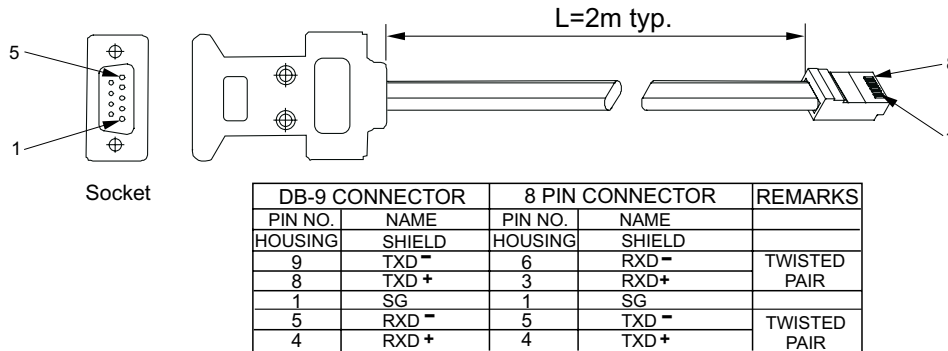 L=2m typ.
5
1
8
Socket
DB-9 CONNECTOR 8 PIN CONNECTOR REMARKS
PIN NO. NAME PIN NO. NAME
HOUSING SHIELD HOUSING SHIELD
9 TXD- 6 RXD- TWISTED
8 TXD+ 3 RXD+ PAIR
1 SG 1 SG
5 RXD- 5 TXD- TWISTED
4 RXD+ 4 TXD+ PAIR